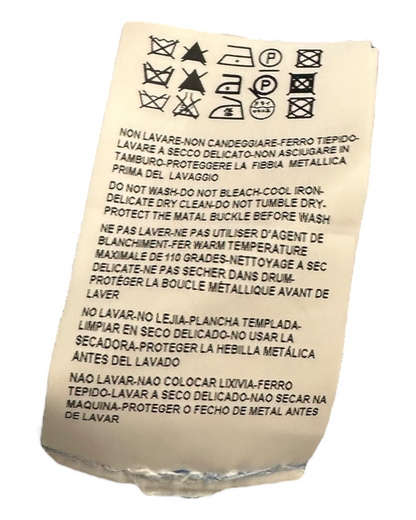 P
P
NON LAVARE-NON CANDEGGIARE-FERRO TIEPIDO-
LAVARE A SECCO DELICATO-NON ASCIUGARE IN
TAMBURO-PROTEGGERE LA FIBBIA METALLICA
PRIMA DEL LAVAGGIO
DO NOT WASH-DO NOT BLEACH-COOL IRON-
DELICATE DRY CLEAN-DO NOT TUMBLE DRY-
PROTECT THE MATAL BUCKLE BEFORE WASH
NE PAS LAVER-NE PAS UTILISER D'AGENT DE
BLANCHIMENT-FER WARM TEMPERATURE
MAXIMALE DE 110 GRADES-NETTOYAGE A SEC
DELICATE-NE PAS SECHER DANS DRUM-
PROTÉGER LA BOUCLE MÉTALLIQUE AVANT DE
LAVER
NO LAVAR-NO LEJIA-PLANCHA TEMPLADA-
LIMPIAR EN SECO DELICADO-NO USAR LA
SECADORA-PROTEGER LA HEBILLA METÁLICA
ANTES DEL LAVADO
NAO LAVAR-NAO COLOCAR LIXIVIA-FERRO
TEPIDO-LAVAR A SECO DELICADO-NAO SECAR NA
MAQUINA-PROTEGER O FECHO DE METAL ANTES
DE LAVAR